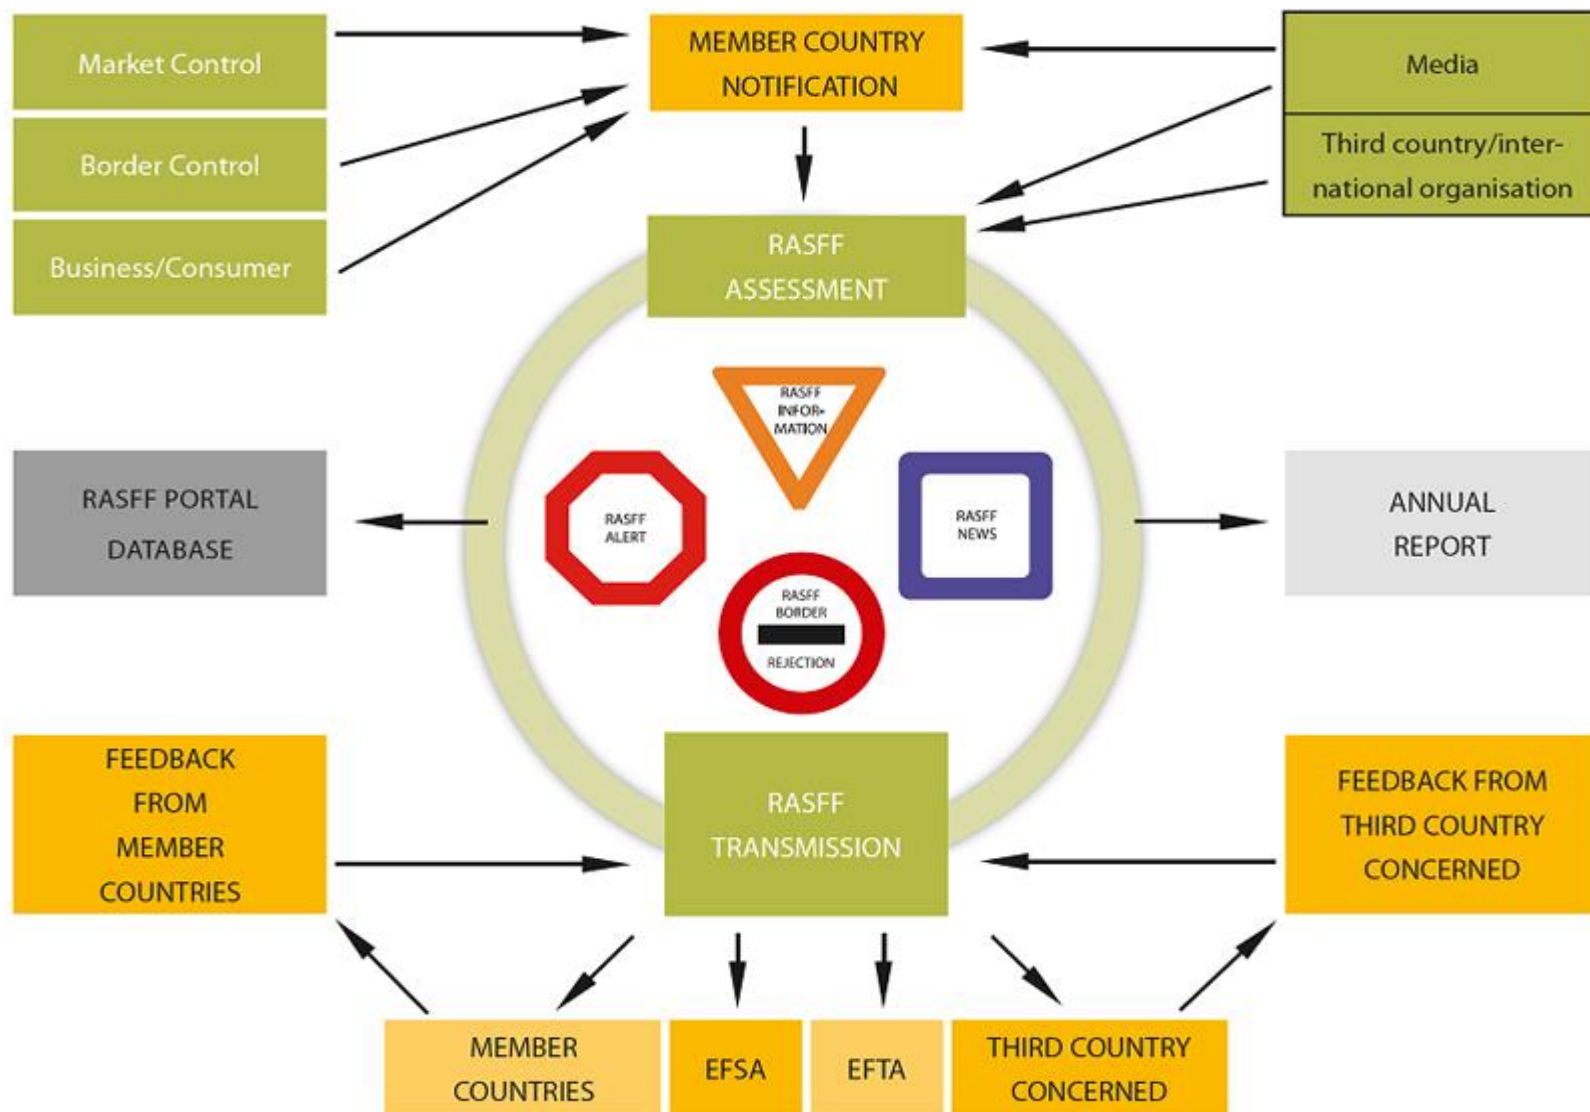 Market Control
Border Control
Business/Consumer
MEMBER COUNTRY
NOTIFICATION
Media
Third country/inter-
national organisation
RASFF
ASSESSMENT
RASFF
INFOR-
MATION
RASFF
ALERT
RASFF
NEWS
RASFF
BORDER
REJECTION
RASFF PORTAL
DATABASE
ANNUAL
REPORT
FEEDBACK
FROM
MEMBER
COUNTRIES
RASFF
TRANSMISSION
FEEDBACK FROM
THIRD COUNTRY
CONCERNED
MEMBER
COUNTRIES
EFSA
EFTA
THIRD COUNTRY
CONCERNED